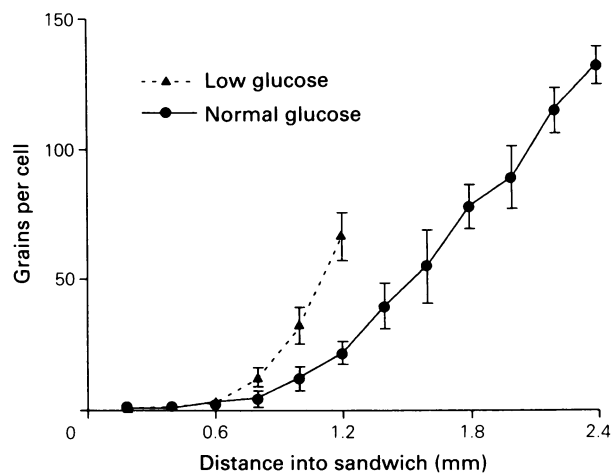 150
Low glucose
Normal glucose
100
Grains per cell
50
0 0.6 1.2 1.8 2.4
Distance into sandwich (mm)